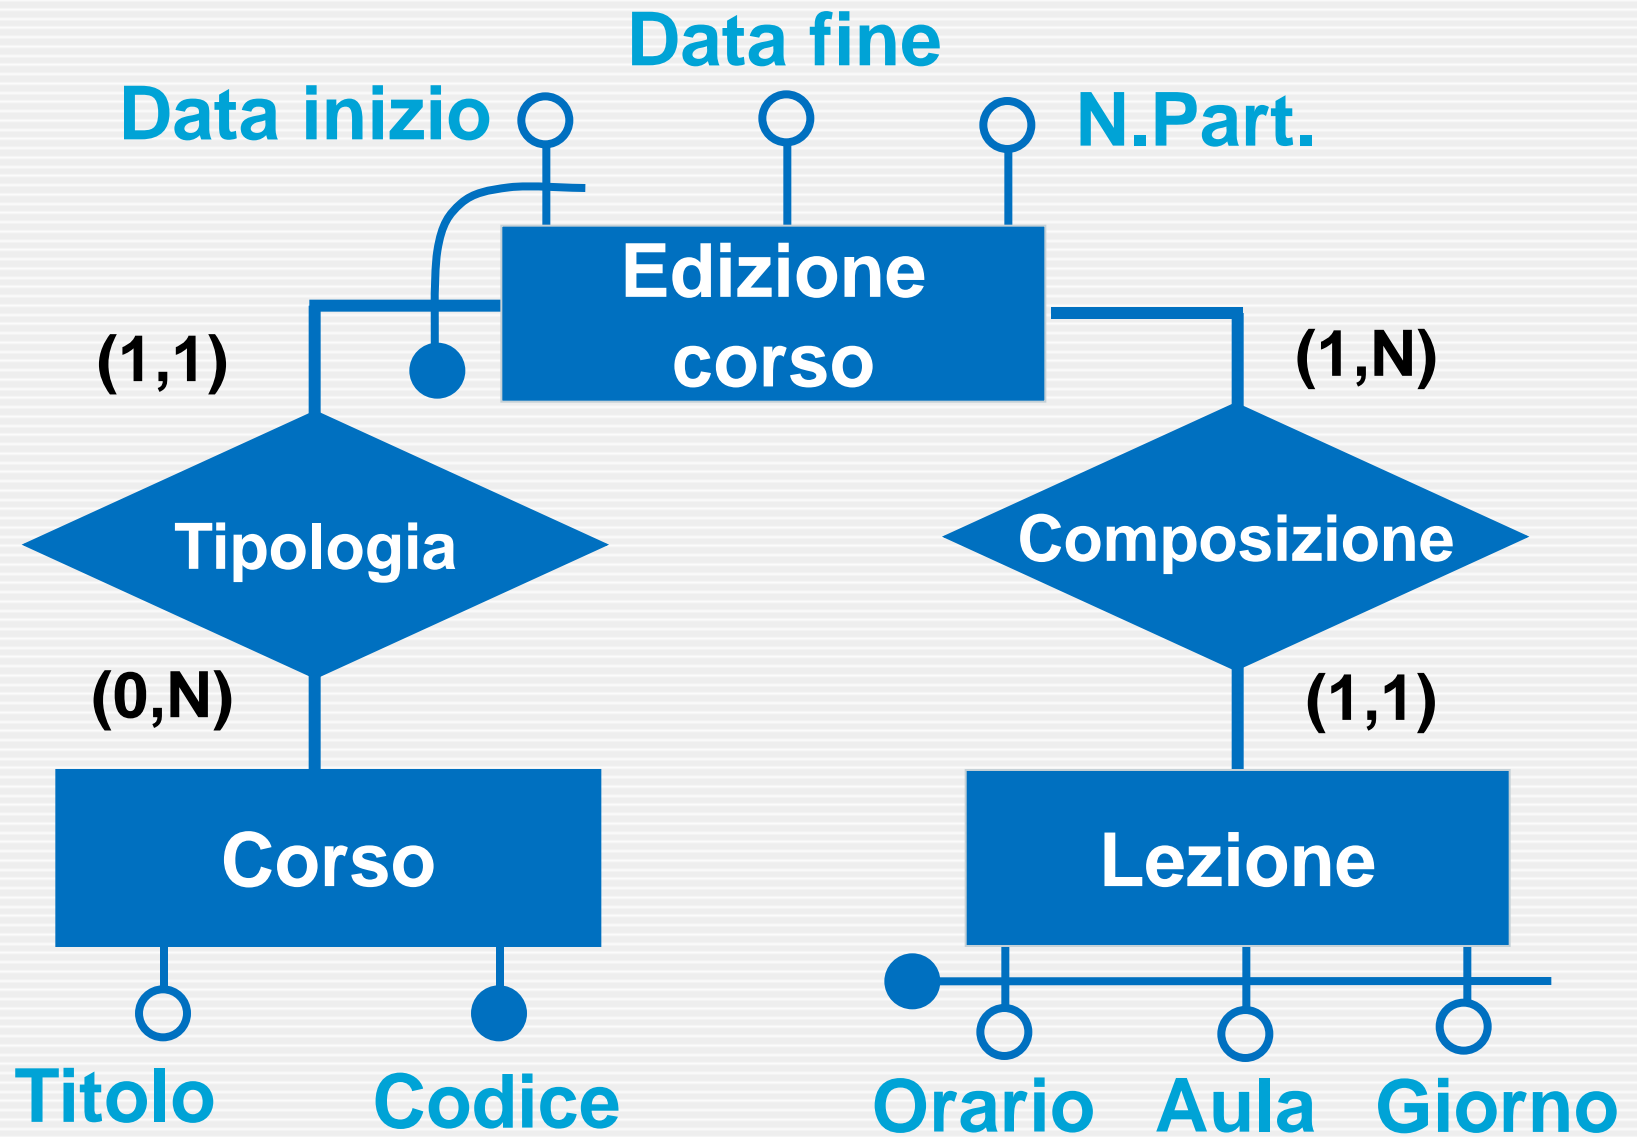 Data fine
Data inizio
N.Part.
Edizione
corso
(1,1)
(1,N)
Tipologia
Composizione
(0,N)
(1,1)
Corso
Lezione
Titolo
Codice
Orario
Aula
Giorno